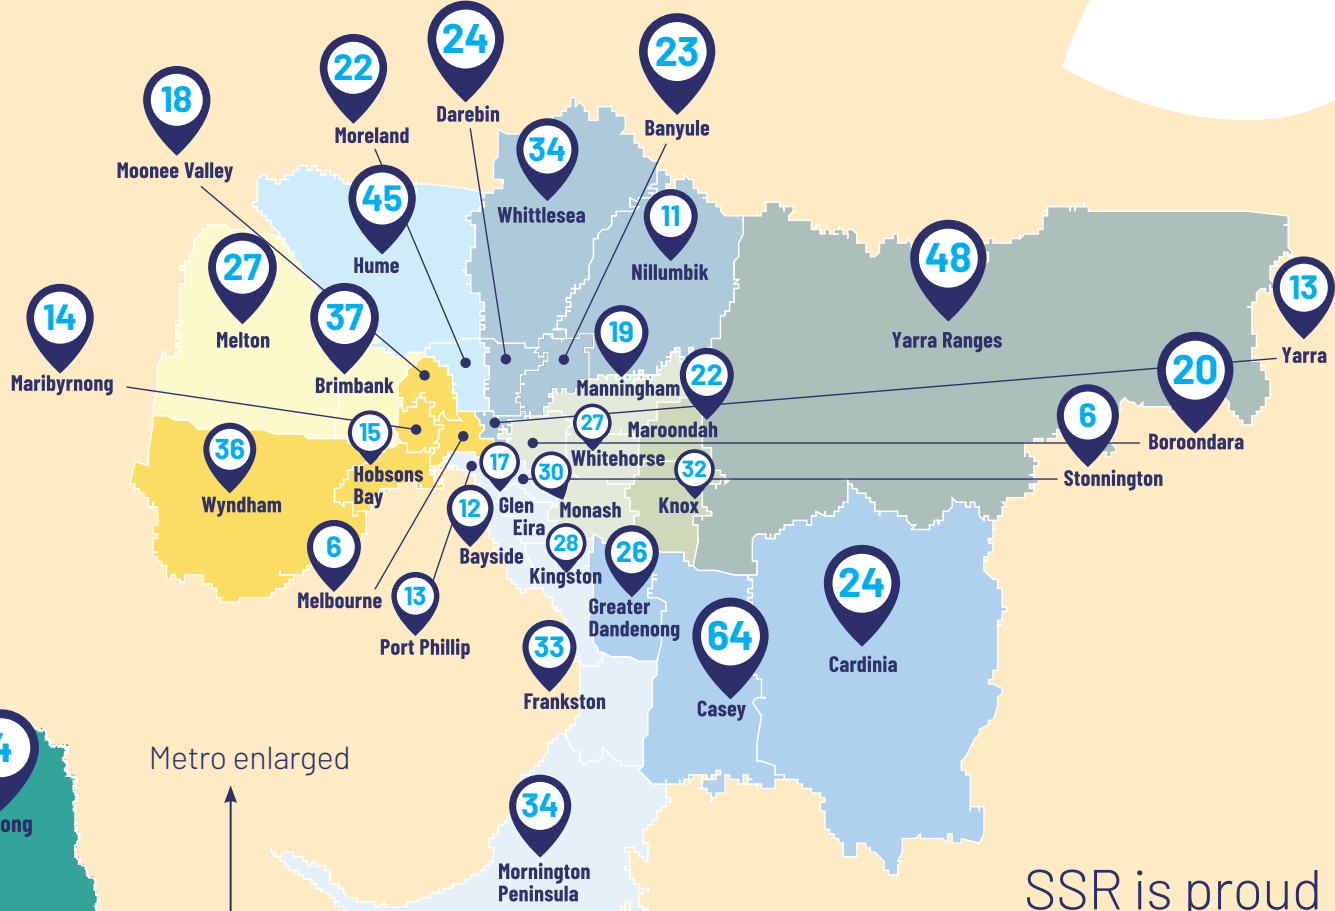 24
Darebin
23
Banyule
22
Moreland
18
Moonee Valley
34
Whittlesea
45
Hume
11
Nillumbik
48
Yarra Ranges
13
Yarra
27
Melton
37
Brimbank
14
Maribyrnong
19
Manningham
22
Maroondah
20
Boroondara
6
Stonnington
15
Hobsons
Bay
27
Whitehorse
36
Wyndham
17
Glen
Eira
30
Monash
32
Knox
12
Bayside
28
Kingston
26
Greater
Dandenong
6
Melbourne
13
Port Phillip
24
Cardinia
33
Frankston
64
Casey
4
ong
Metro enlarged
34
Mornington
Peninsula
SSR is proud